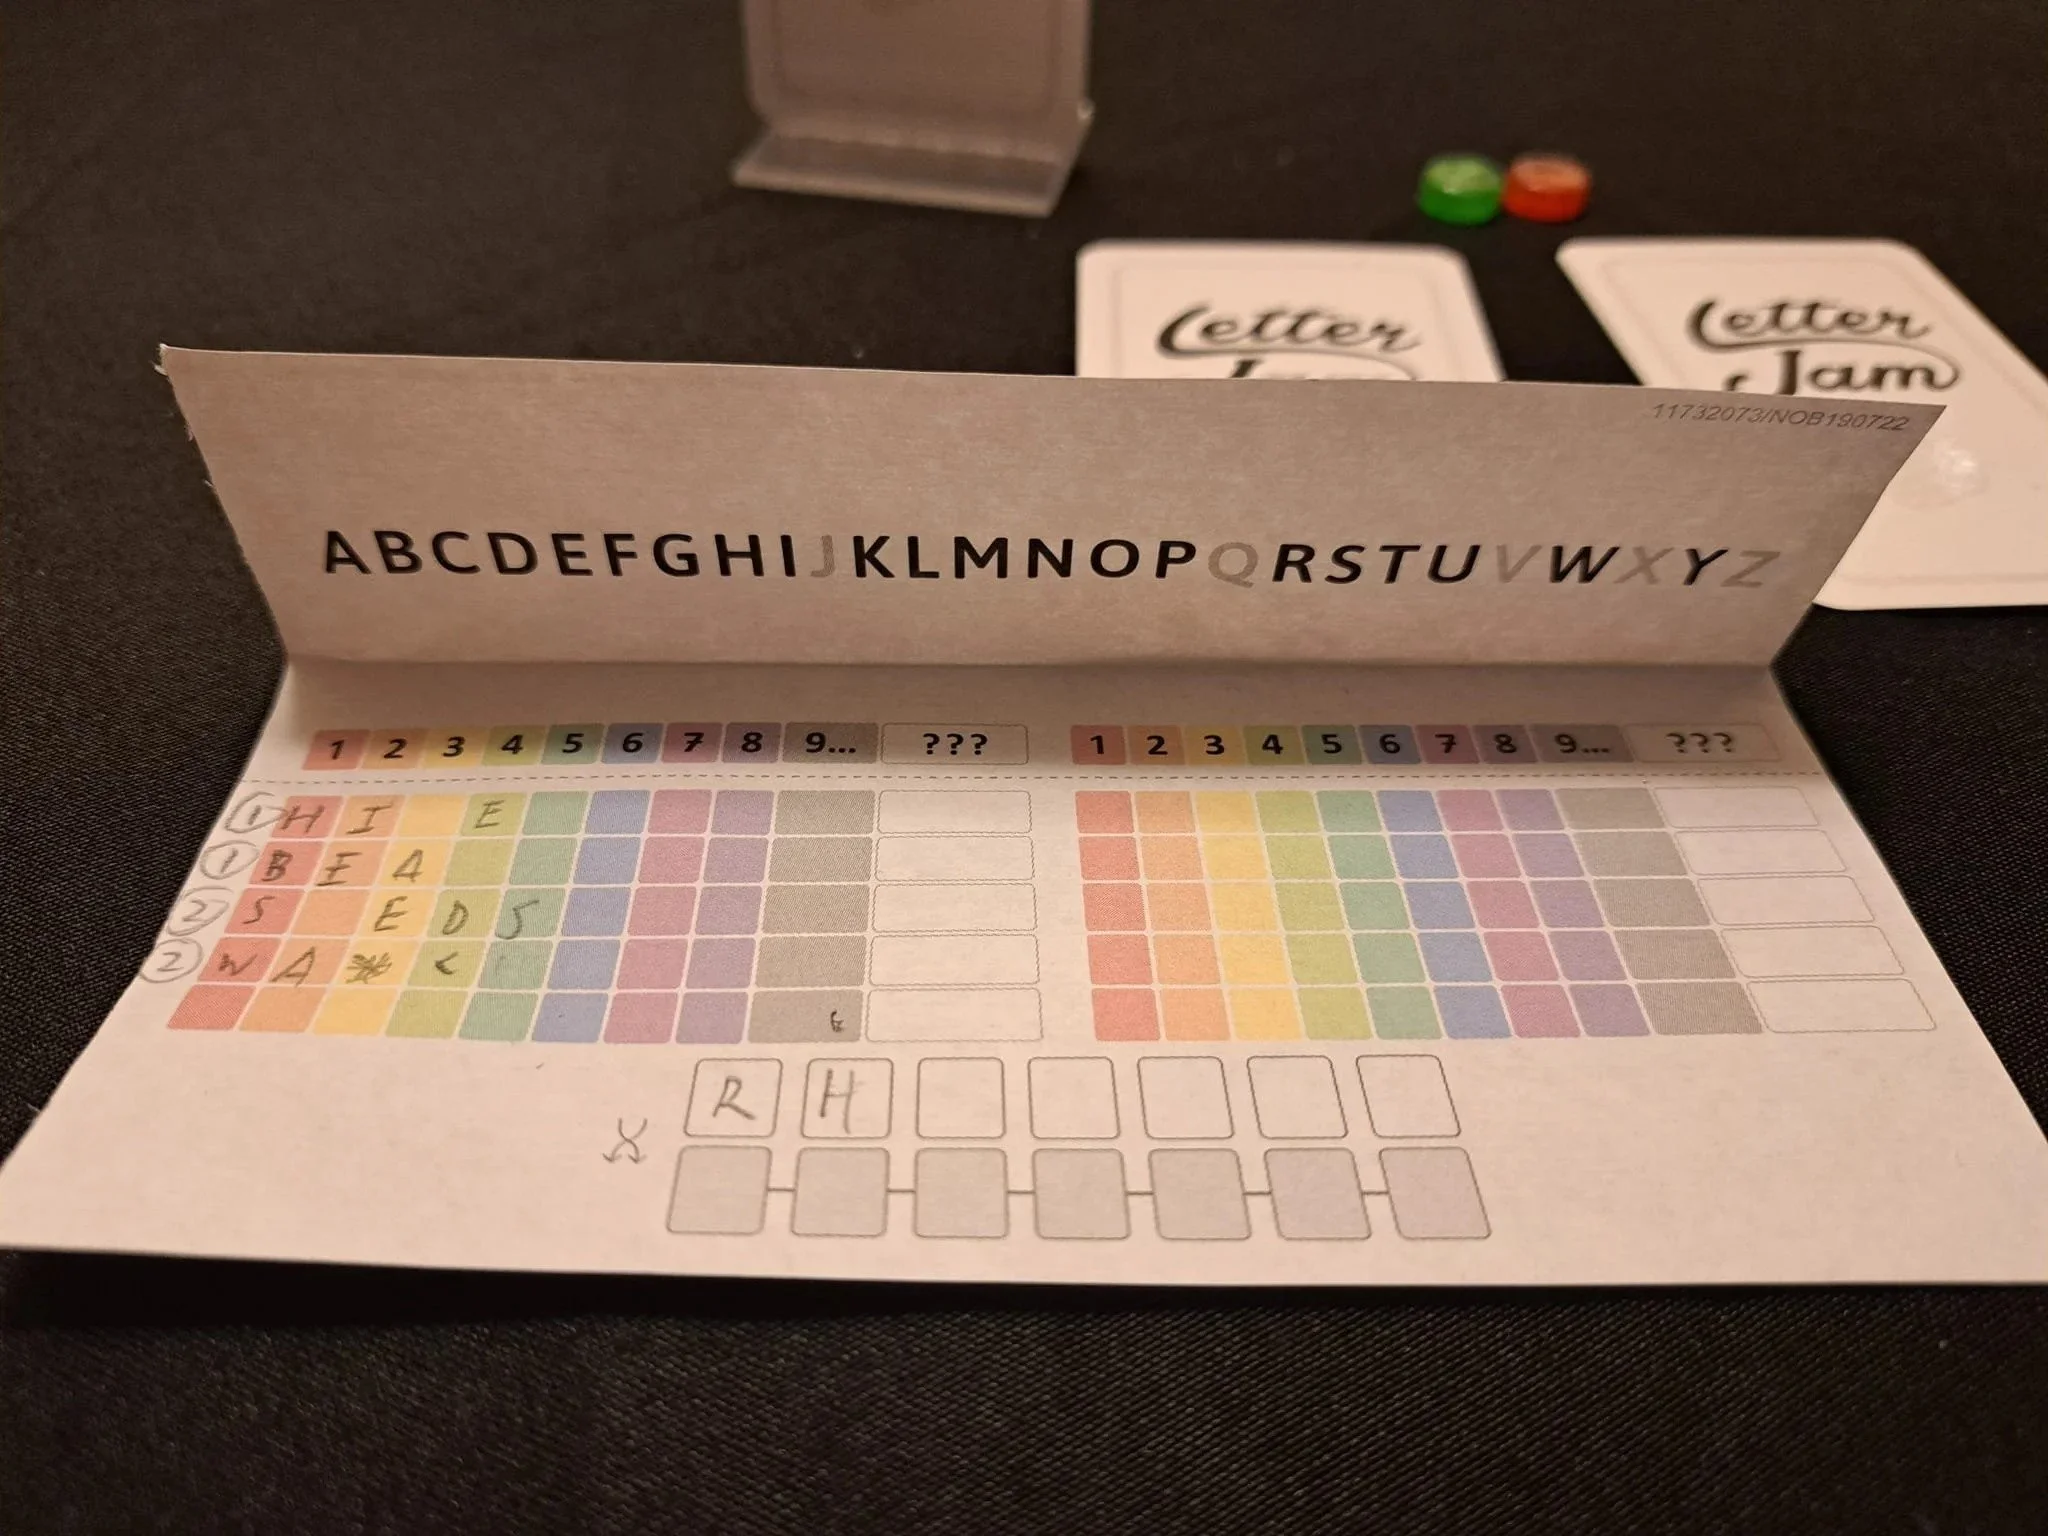 Letter
Letter
Jam
11732073/NOB190722
ABCDEFGHIJKLMNOPQRSTUVWXYZ
1 2 3 4 5 6 7 8 9... ??? 1 2 3 4 5 6 7 8 9... ???
1 H I E
1 B E A
2 S E D S
2 W A * <
R H